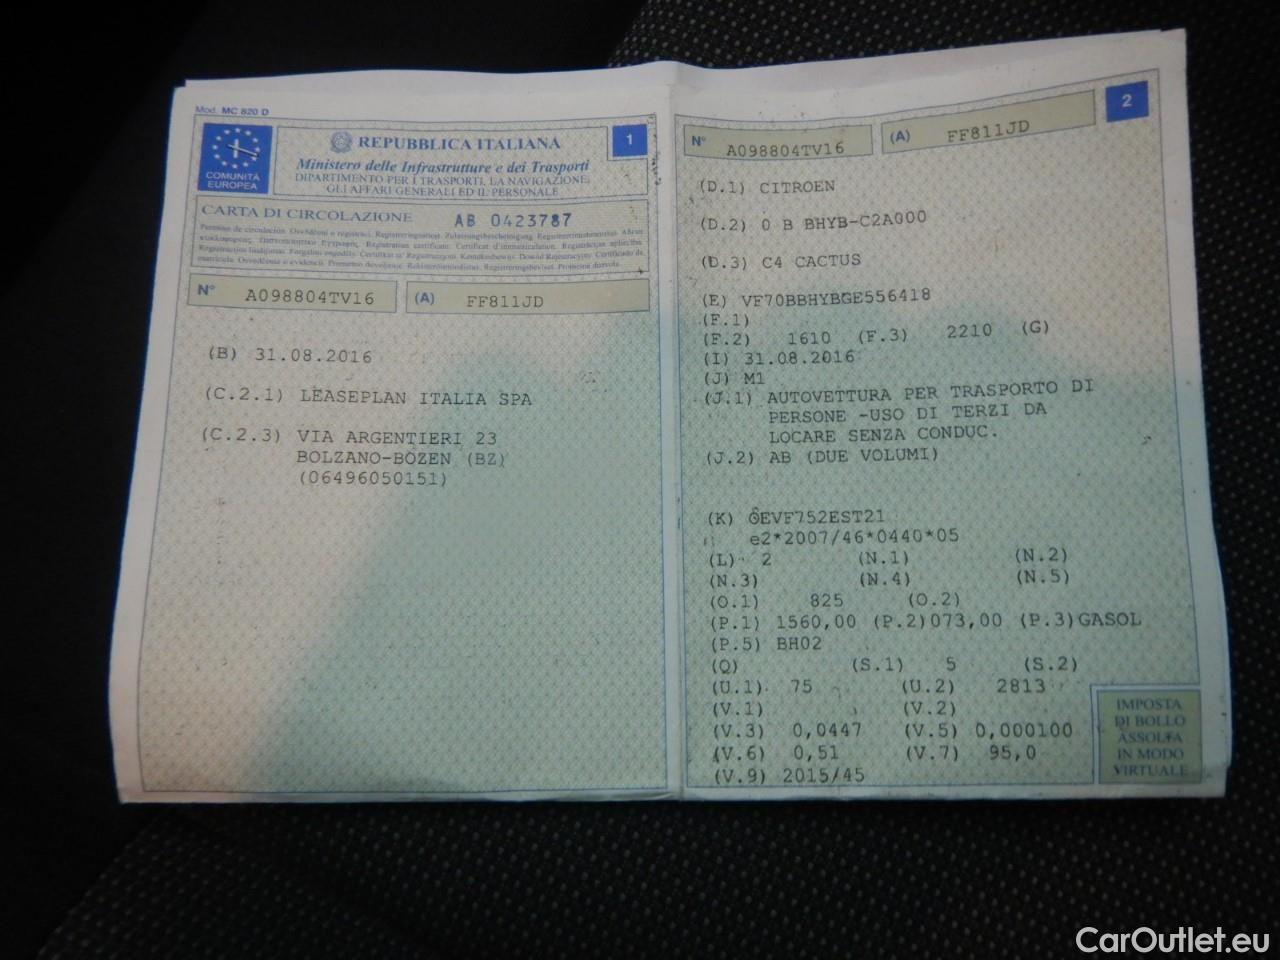 Mod. MC 820 D
COMUNITÀ
EUROPEA
REPUBBLICA ITALIANA
1
Ministero delle Infrastrutture e dei Trasporti
DIPARTIMENTO PER I TRASPORTI, LA NAVIGAZIONE,
GLI AFFARI GENERALI ED IL PERSONALE
CARTA DI CIRCOLAZIONE AB 0423787
N° A098804TV16 (A) FF811JD
(B) 31.08.2016
(C.2.1) LEASEPLAN ITALIA SPA
(C.2.3) VIA ARGENTIERI 23
BOLZANO-BOZEN (BZ)
(06496050151)
2
N° A098804TV16 (A) FF811JD
(D.1) CITROEN
(D.2) 0 B BHYB-C2A000
(D.3) C4 CACTUS
(E) VF70BBHYBGE556418
(F.1)
(F.2) 1610 (F.3) 2210 (G)
(I) 31.08.2016
(J) M1
(J.1) AUTOVETTURA PER TRASPORTO DI
PERSONE -USO DI TERZI DA
LOCARE SENZA CONDUC.
(J.2) AB (DUE VOLUMI)
(K) OEVF752EST21
e2*2007/46*0440*05
(L) 2 (N.1) (N.2)
(N.3) (N.4) (N.5)
(O.1) 825 (O.2)
(P.1) 1560,00 (P.2)073,00 (P.3)GASOL
(P.5) BH02
(Q) (S.1) 5 (S.2)
(U.1) 75 (U.2) 2813
(V.1) (V.2)
(V.3) 0,0447 (V.5) 0,000100
(V.6) 0,51 (V.7) 95,0
(V.9) 2015/45
IMPOSTA
DI BOLLO
ASSOLTA
IN MODO
VIRTUALE
CarOutlet.eu